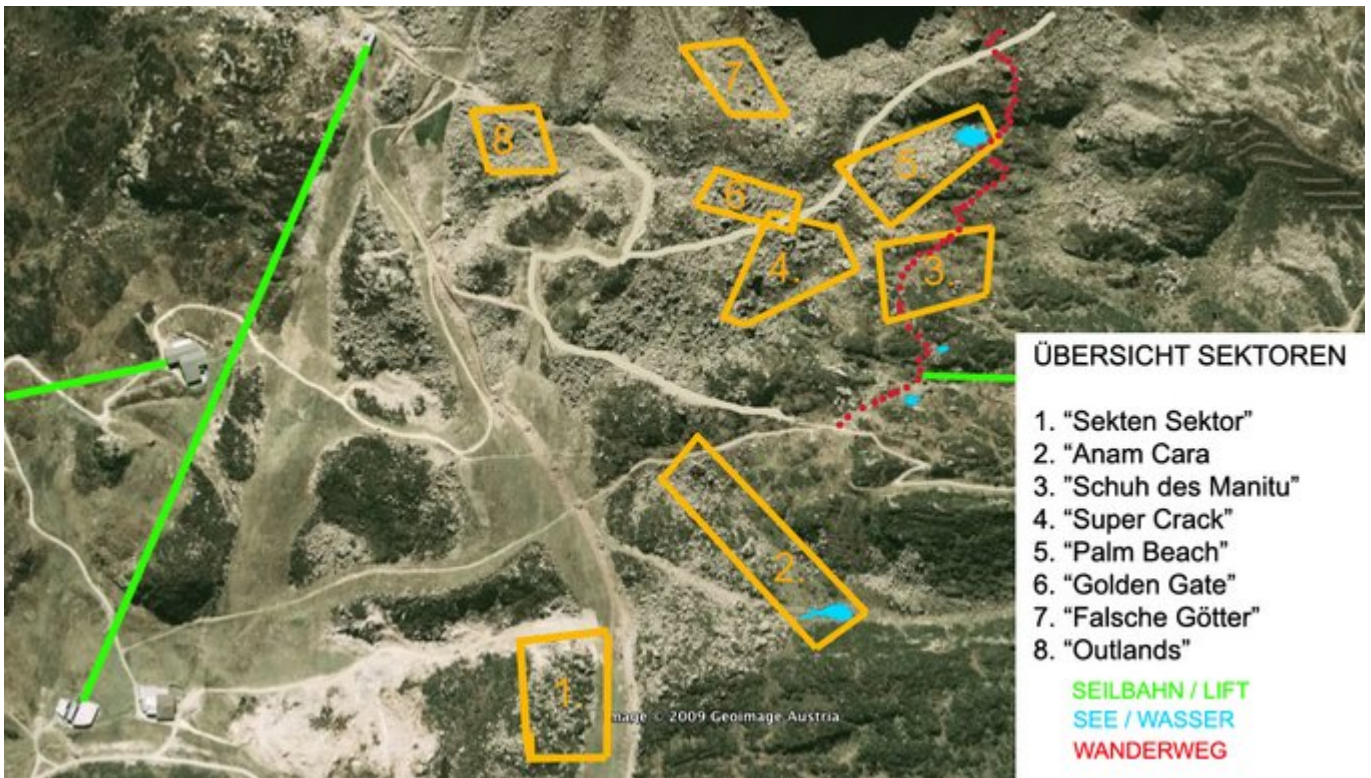 7.
8.
5.
6.
4.
3.
2.
1.
mage © 2009 Geoimage Austria
ÜBERSICHT SEKTOREN
1. "Sekten Sektor"
2. "Anam Cara
3. "Schuh des Manitu"
4. "Super Crack"
5. "Palm Beach"
6. "Golden Gate"
7. "Falsche Götter"
8. "Outlands"
SEILBAHN / LIFT
SEE / WASSER
WANDERWEG